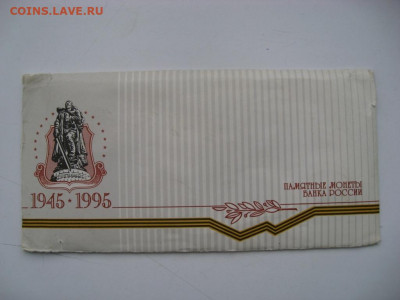 COINS.LAVE.RU
1945 · 1995
ПАМЯТНЫЕ МОНЕТЫ
БАНКА РОССИИ